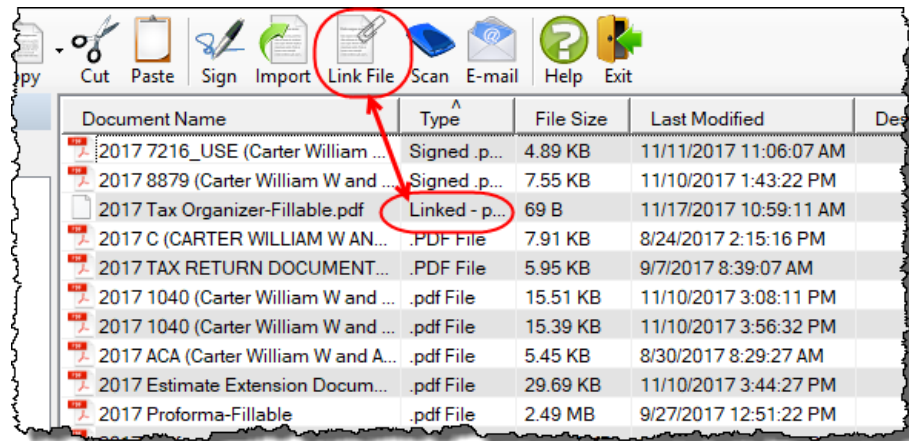 py Cut Paste Sign Import Link File Scan E-mail Help Exit
Document Name Type File Size Last Modified Des
2017 7216_USE (Carter William ... Signed .p... 4.89 KB 11/11/2017 11:06:07 AM
2017 8879 (Carter William W and ... Signed .p... 7.55 KB 11/10/2017 1:43:22 PM
2017 Tax Organizer-Fillable.pdf Linked - p... 69 B 11/17/2017 10:59:11 AM
2017 C (CARTER WILLIAM W AN... .PDF File 7.91 KB 8/24/2017 2:15:16 PM
2017 TAX RETURN DOCUMENT... .PDF File 5.95 KB 9/7/2017 8:39:07 AM
2017 1040 (Carter William W and ... .pdf File 15.51 KB 11/10/2017 3:08:11 PM
2017 1040 (Carter William W and ... .pdf File 15.39 KB 11/10/2017 3:56:32 PM
2017 ACA (Carter William W and A... .pdf File 5.45 KB 8/30/2017 8:29:27 AM
2017 Estimate Extension Docum... .pdf File 29.69 KB 11/10/2017 3:44:27 PM
2017 Proforma-Fillable .pdf File 2.49 MB 9/27/2017 12:51:22 PM